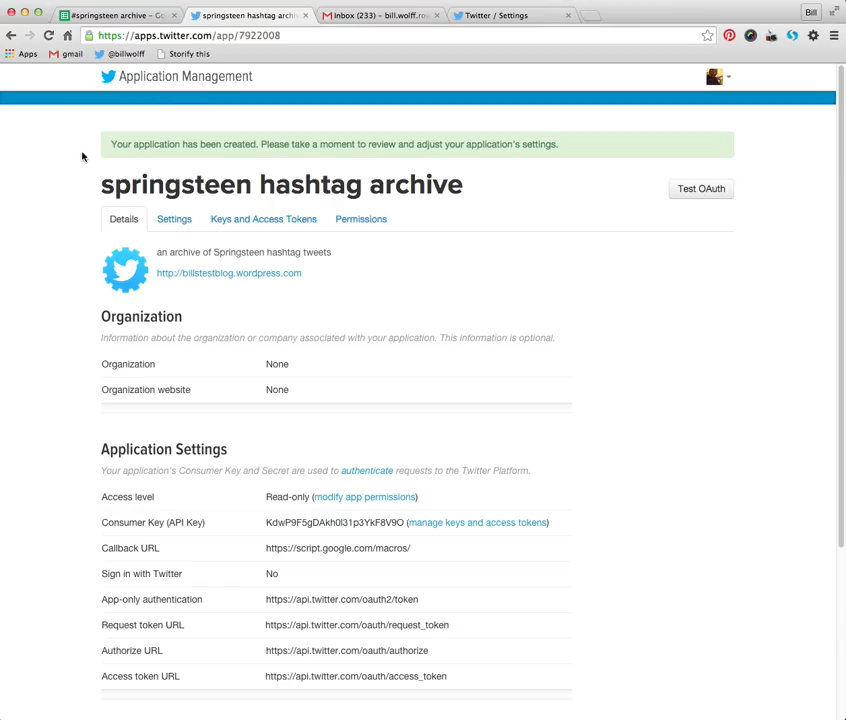 #springsteen archive – Go
springsteen hashtag archi
Inbox (233) – bill.wolff.row
Twitter / Settings
Bill
https://apps.twitter.com/app/7922008
Apps
gmail
@billwolff
Storify this
Application Management
Your application has been created. Please take a moment to review and adjust your application's settings.
springsteen hashtag archive
Test OAuth
Details
Settings
Keys and Access Tokens
Permissions
an archive of Springsteen hashtag tweets
http://billstestblog.wordpress.com
Organization
Information about the organization or company associated with your application. This information is optional.
Organization None
Organization website None
Application Settings
Your application's Consumer Key and Secret are used to authenticate requests to the Twitter Platform.
Access level Read-only (modify app permissions)
Consumer Key (API Key) KdwP9F5gDAkh0l31p3YkF8V9O (manage keys and access tokens)
Callback URL https://script.google.com/macros/
Sign in with Twitter No
App-only authentication https://api.twitter.com/oauth2/token
Request token URL https://api.twitter.com/oauth/request_token
Authorize URL https://api.twitter.com/oauth/authorize
Access token URL https://api.twitter.com/oauth/access_token